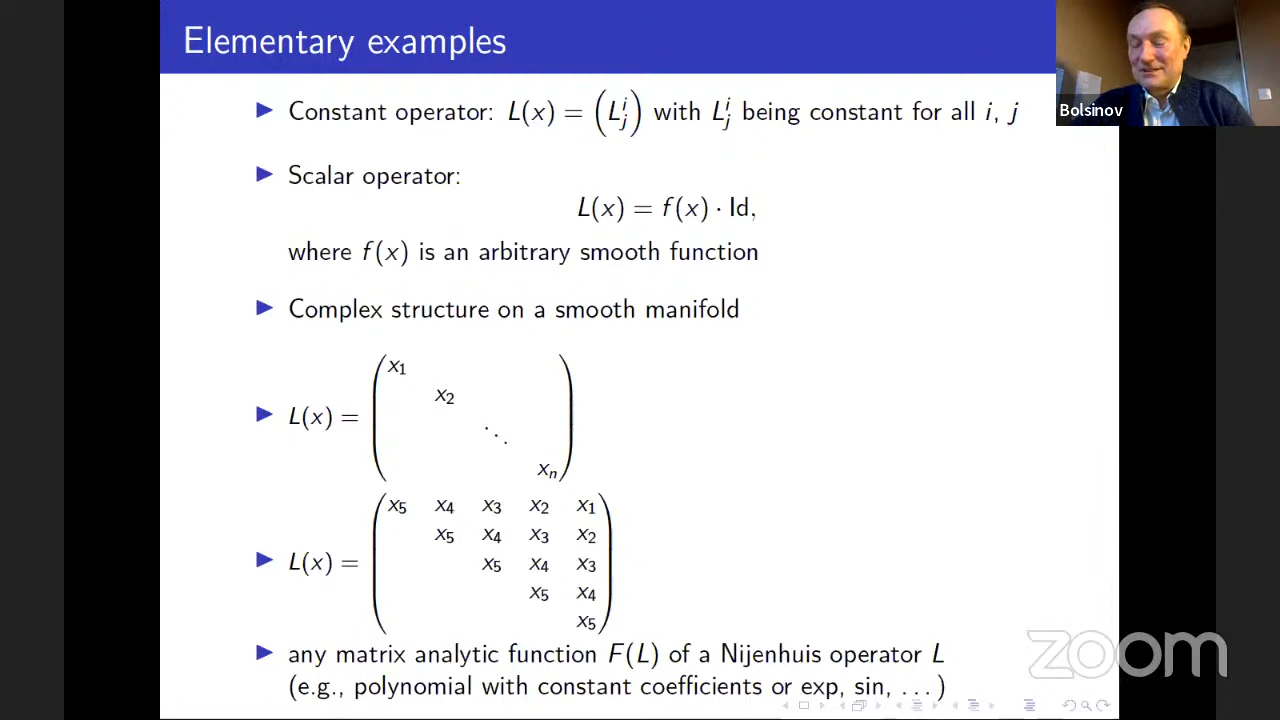 Elementary examples
Bolsinov
▶ Constant operator: L(x) = (L^i_j) with L^i_j being constant for all i, j
▶ Scalar operator:
L(x) = f(x) · Id,
where f(x) is an arbitrary smooth function
▶ Complex structure on a smooth manifold
▶ L(x) =
x₁
x₂
⋱
xₙ
▶ L(x) =
x₅ x₄ x₃ x₂ x₁
x₅ x₄ x₃ x₂
x₅ x₄ x₃
x₅ x₄
x₅
▶ any matrix analytic function F(L) of a Nijenhuis operator L
(e.g., polynomial with constant coefficients or exp, sin, …)
zoom